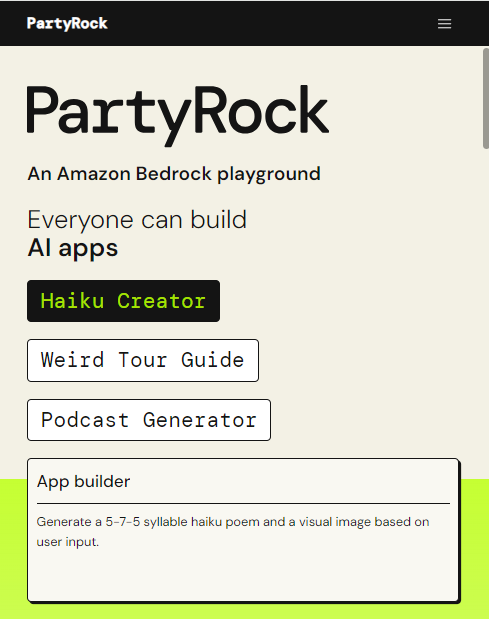 PartyRock
PartyRock
An Amazon Bedrock playground
Everyone can build
AI apps
Haiku Creator
Weird Tour Guide
Podcast Generator
App builder
Generate a 5-7-5 syllable haiku poem and a visual image based on
user input.